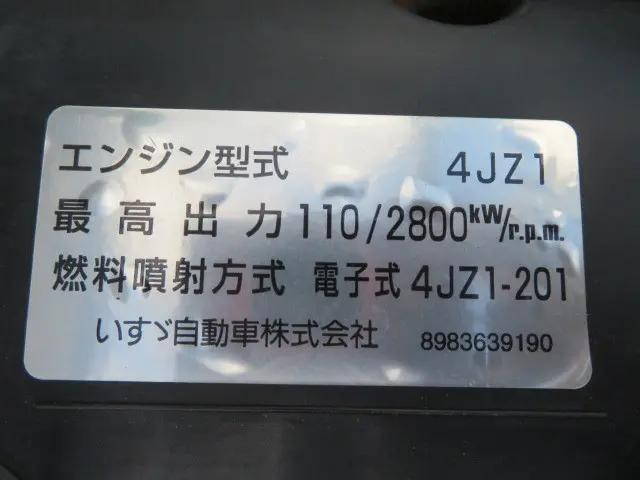 エンジン型式 4JZ1
最高出力 110/2800kW/r.p.m.
燃料噴射方式 電子式 4JZ1-201
いすゞ自動車株式会社 8983639190